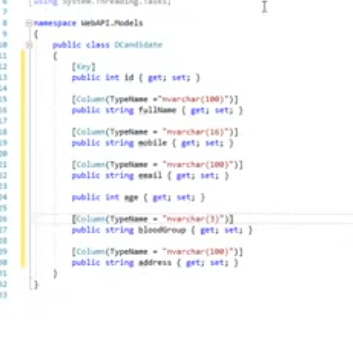 using System.Threading.Tasks;
namespace WebAPI.Models
{
public class DCandidate
{
[Key]
public int id { get; set; }
[Column(TypeName ="nvarchar(100)")]
public string fullName { get; set; }
[Column(TypeName = "nvarchar(16)")]
public string mobile { get; set; }
[Column(TypeName = "nvarchar(100)")]
public string email { get; set; }
public int age { get; set; }
[Column(TypeName = "nvarchar(3)")]
public string bloodGroup { get; set; }
[Column(TypeName = "nvarchar(100)")]
public string address { get; set; }
}
}